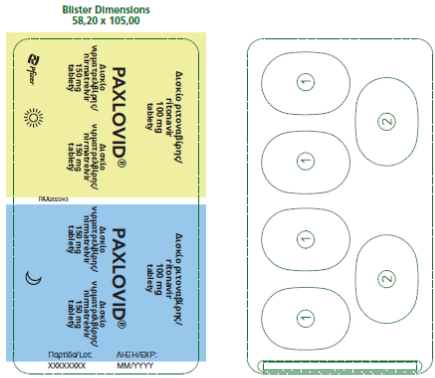 Blister Dimensions
58,20 x 105,00
Δισκίο ριτοναβίρης/
ritonavir
100 mg
tablety
PAXLOVID®
Δισκίο
νιρματρελβίρης/
nirmatrelvir
150 mg
tablety
Δισκίο
νιρματρελβίρης/
nirmatrelvir
150 mg
tablety
Pfizer
Δισκίο ριτοναβίρης/
ritonavir
100 mg
tablety
PAXLOVID®
Δισκίο
νιρματρελβίρης/
nirmatrelvir
150 mg
tablety
Δισκίο
νιρματρελβίρης/
nirmatrelvir
150 mg
tablety
Παρτίδα/Lot: ΛΗΞΗ/EXP:
XXXXXXXX MM/YYYY
1
2
1
1
2
1